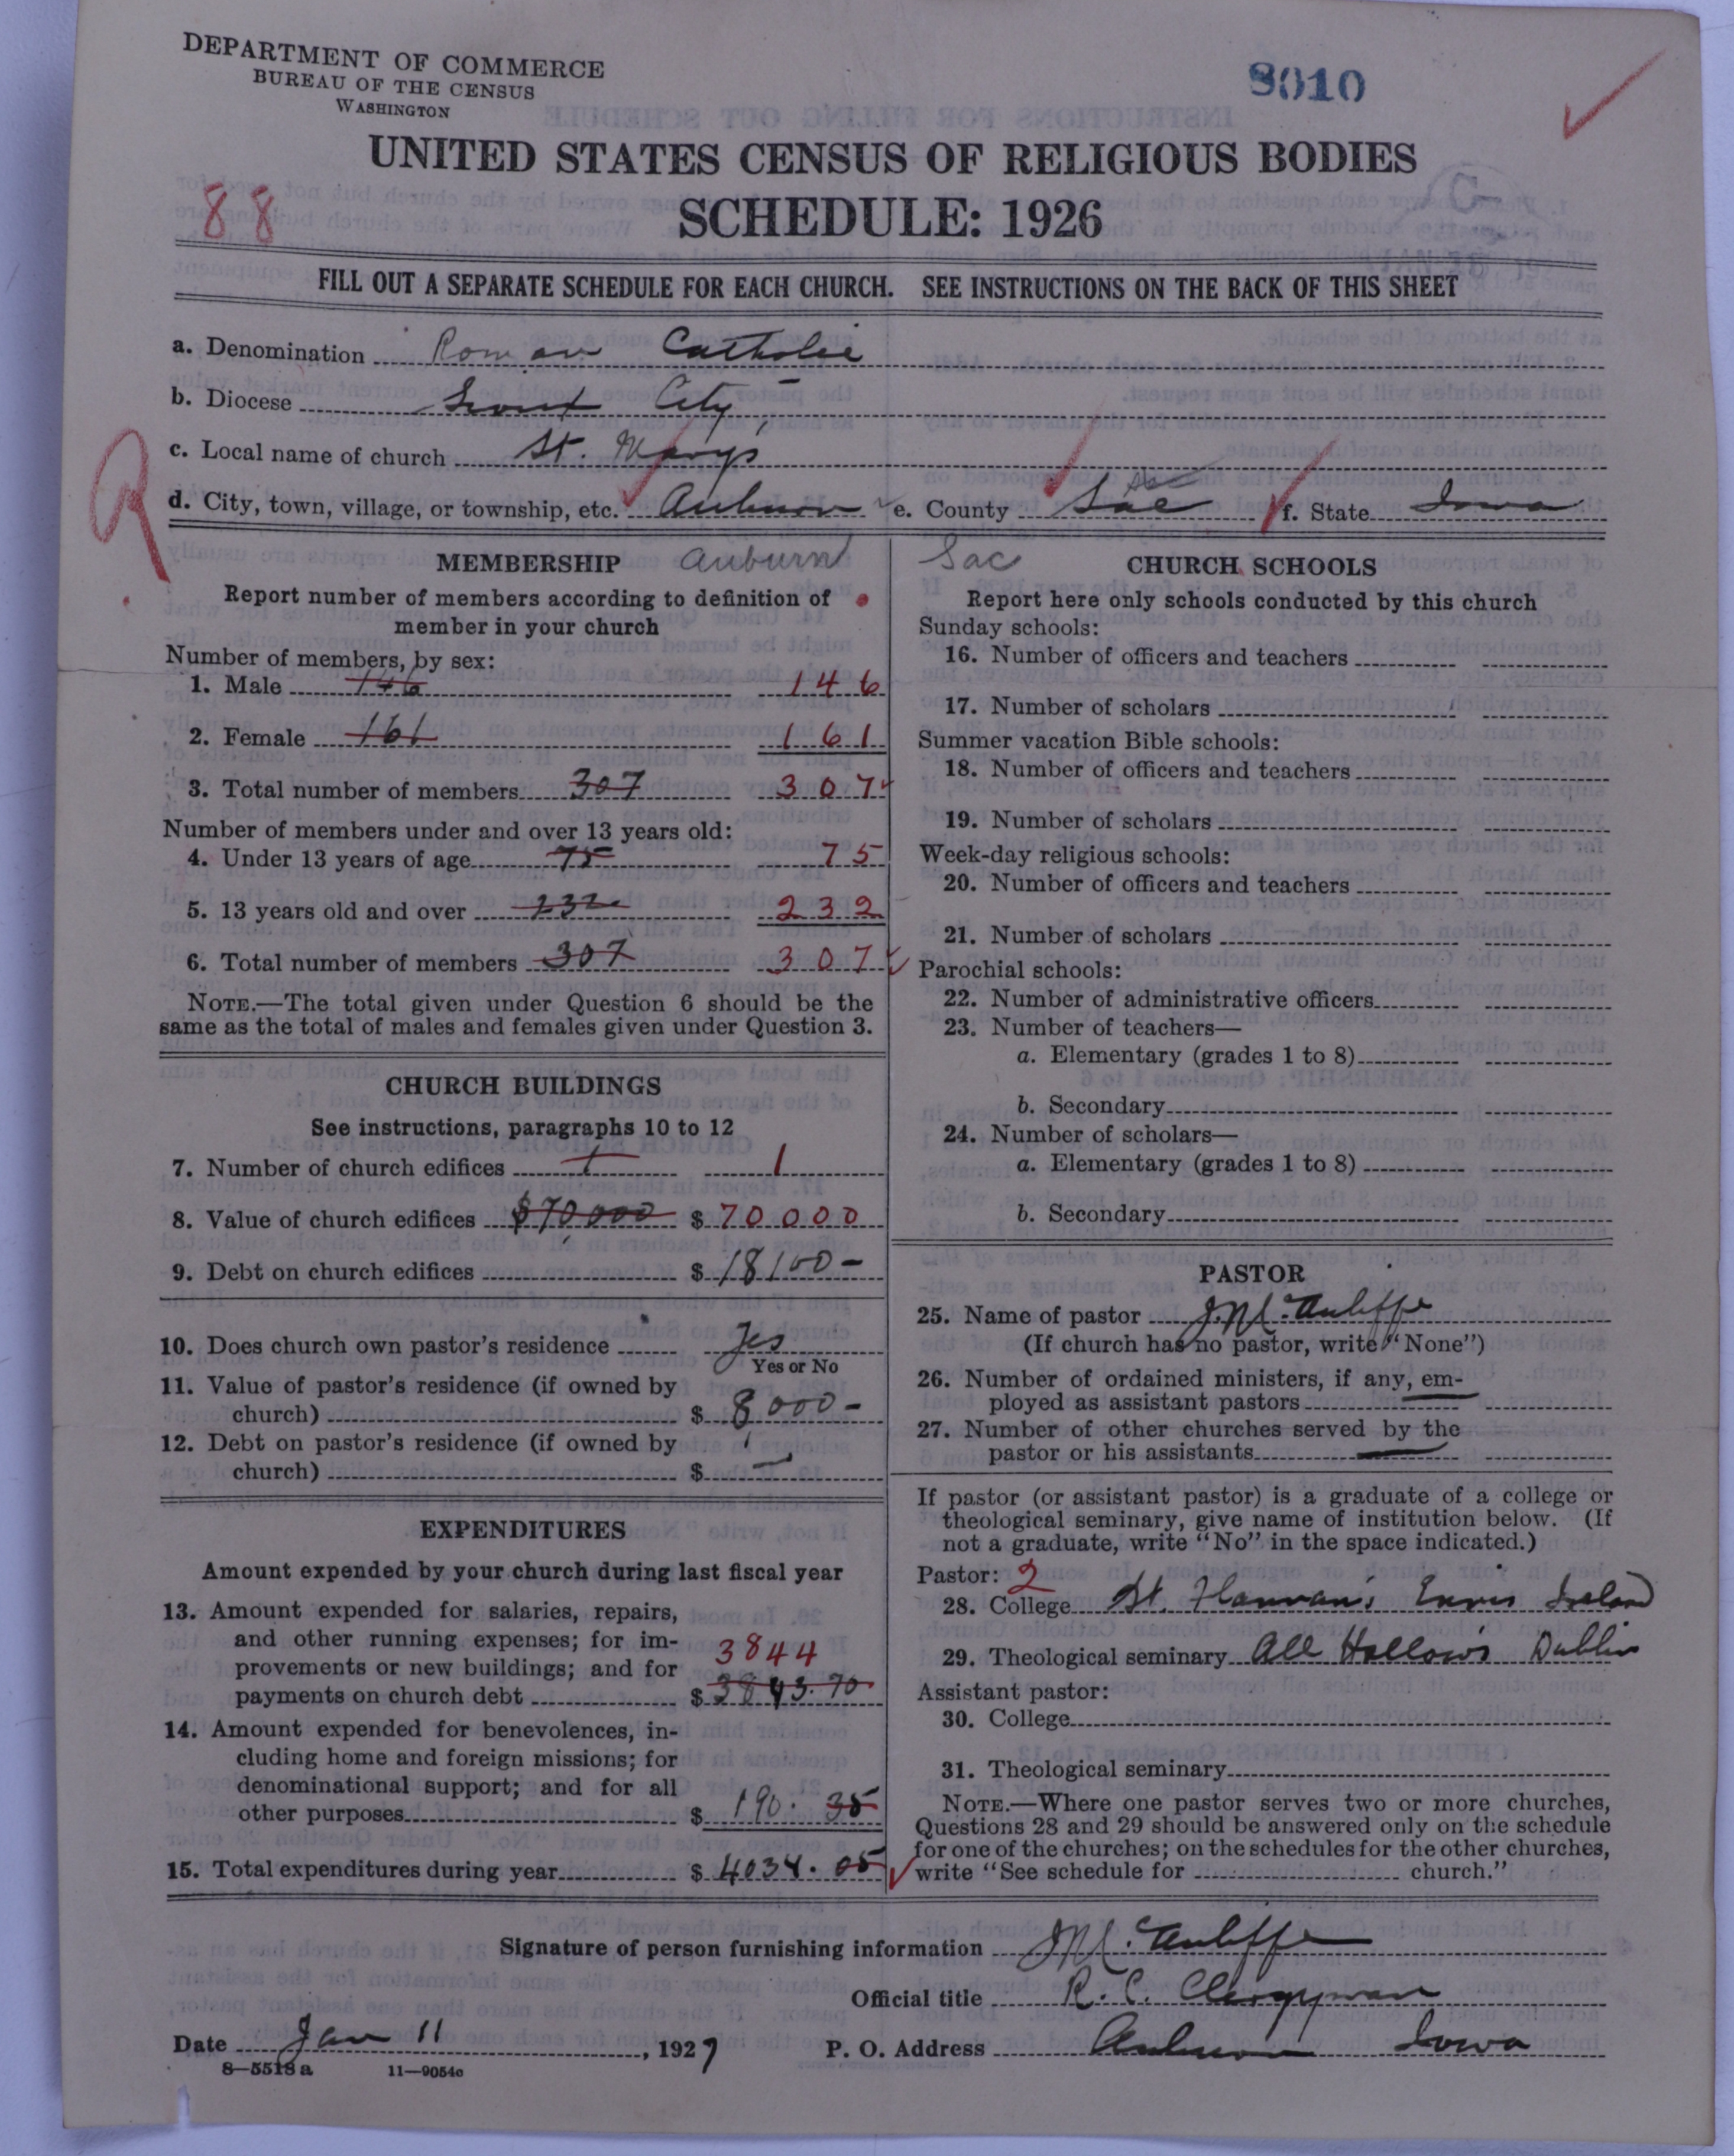 DEPARTMENT OF COMMERCE
BUREAU OF THE CENSUS
WASHINGTON
8010
UNITED STATES CENSUS OF RELIGIOUS BODIES
88
SCHEDULE: 1926
FILL OUT A SEPARATE SCHEDULE FOR EACH CHURCH. SEE INSTRUCTIONS ON THE BACK OF THIS SHEET
a. Denomination Roman Catholic
b. Diocese Sioux City
c. Local name of church St. Mary's
d. City, town, village, or township, etc. Auburn e. County Sac f. State Iowa
MEMBERSHIP Auburn
Report number of members according to definition of
member in your church
Number of members, by sex:
1. Male 146 146
2. Female 161 161
3. Total number of members 307 307
Number of members under and over 13 years old:
4. Under 13 years of age 75 75
5. 13 years old and over 232 232
6. Total number of members 307 307
NOTE.—The total given under Question 6 should be the
same as the total of males and females given under Question 3.
CHURCH BUILDINGS
See instructions, paragraphs 10 to 12
7. Number of church edifices 1 1
8. Value of church edifices $70,000 $ 70000
9. Debt on church edifices $ 18100-
10. Does church own pastor's residence Yes
Yes or No
11. Value of pastor's residence (if owned by
church) $ 8,000-
12. Debt on pastor's residence (if owned by
church) $ —
EXPENDITURES
Amount expended by your church during last fiscal year
13. Amount expended for salaries, repairs,
and other running expenses; for im-
provements or new buildings; and for 3844
payments on church debt $ 3843.70
14. Amount expended for benevolences, in-
cluding home and foreign missions; for
denominational support; and for all
other purposes $ 190.35
15. Total expenditures during year $ 4034.05
Sac CHURCH SCHOOLS
Report here only schools conducted by this church
Sunday schools:
16. Number of officers and teachers
17. Number of scholars
Summer vacation Bible schools:
18. Number of officers and teachers
19. Number of scholars
Week-day religious schools:
20. Number of officers and teachers
21. Number of scholars
Parochial schools:
22. Number of administrative officers
23. Number of teachers—
a. Elementary (grades 1 to 8)
b. Secondary
24. Number of scholars—
a. Elementary (grades 1 to 8)
b. Secondary
PASTOR
25. Name of pastor J. McAuliffe
(If church has no pastor, write "None")
26. Number of ordained ministers, if any, em-
ployed as assistant pastors —
27. Number of other churches served by the
pastor or his assistants —
If pastor (or assistant pastor) is a graduate of a college or
theological seminary, give name of institution below. (If
not a graduate, write "No" in the space indicated.)
Pastor: 2
28. College St. Flannan's Ennis Ireland
29. Theological seminary All Hallows Dublin
Assistant pastor:
30. College
31. Theological seminary
NOTE.—Where one pastor serves two or more churches,
Questions 28 and 29 should be answered only on the schedule
for one of the churches; on the schedules for the other churches,
write "See schedule for church."
Signature of person furnishing information J McAuliffe
Official title R. C. Clergyman
Date Jan 11, 1927 P. O. Address Auburn Iowa
8—5518a 11—9054c